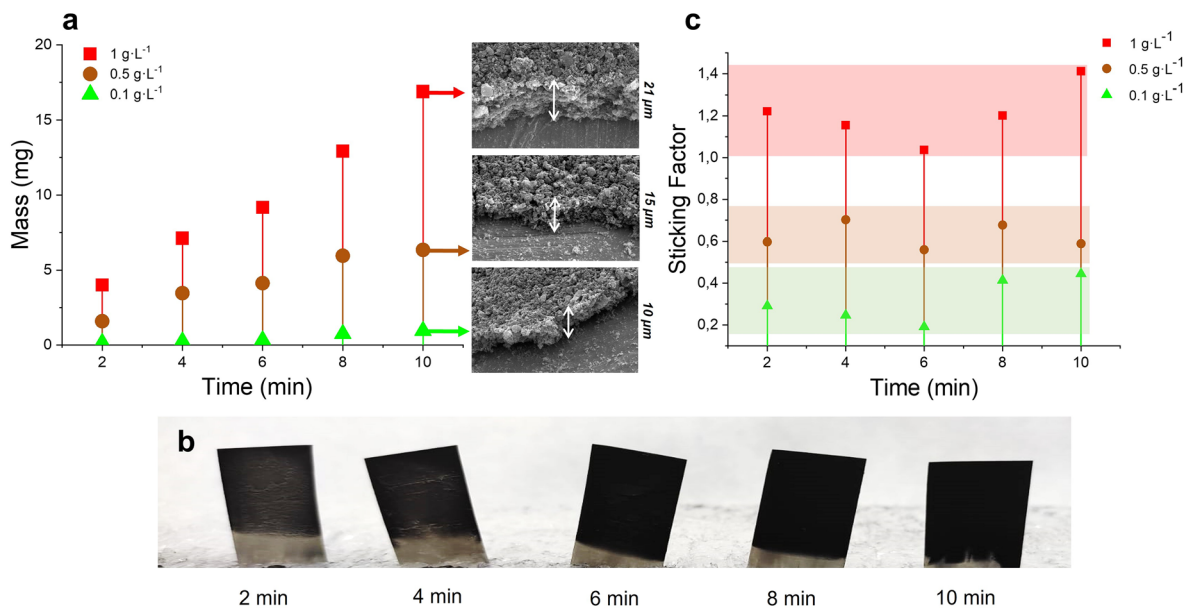 a
20
15
10
5
0
Mass (mg)
1 g·L⁻¹
0.5 g·L⁻¹
0.1 g·L⁻¹
2 4 6 8 10
Time (min)
21 µm
15 µm
10 µm
c
1 g·L⁻¹
0.5 g·L⁻¹
0.1 g·L⁻¹
1,4
1,2
1,0
0,8
0,6
0,4
0,2
Sticking Factor
2 4 6 8 10
Time (min)
b
2 min 4 min 6 min 8 min 10 min